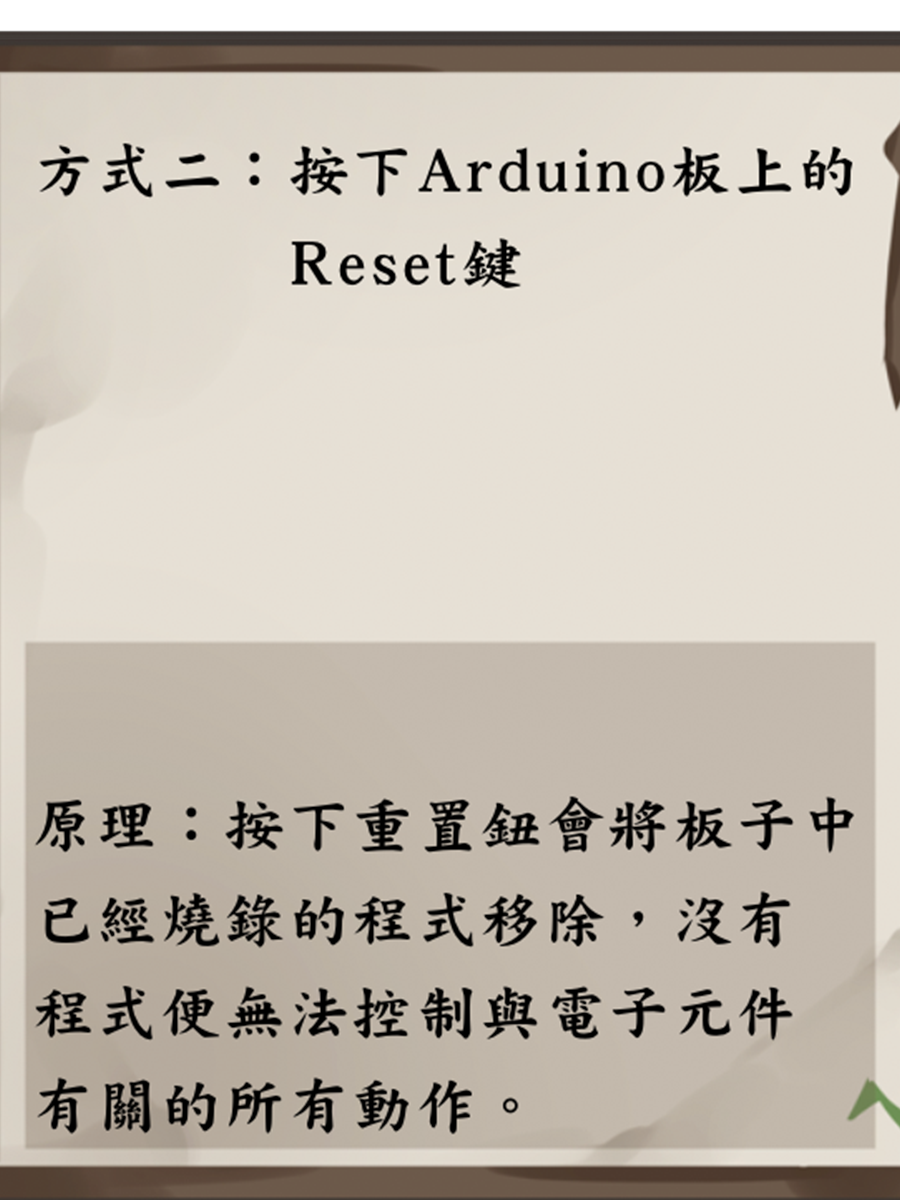 方式二：按下Arduino板上的
Reset鍵
原理：按下重置鈕會將板子中
已經燒錄的程式移除，沒有
程式便無法控制與電子元件
有關的所有動作。